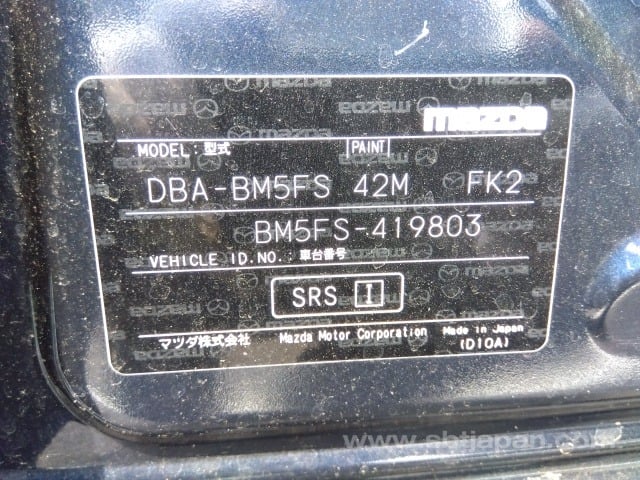 mazda
MODEL: 型式 PAINT
DBA-BM5FS 42M FK2
BM5FS-419803
VEHICLE ID.NO.:車台番号
SRS I
マツダ株式会社 Mazda Motor Corporation Made in Japan
(D10A)
www.sbtjapan.com